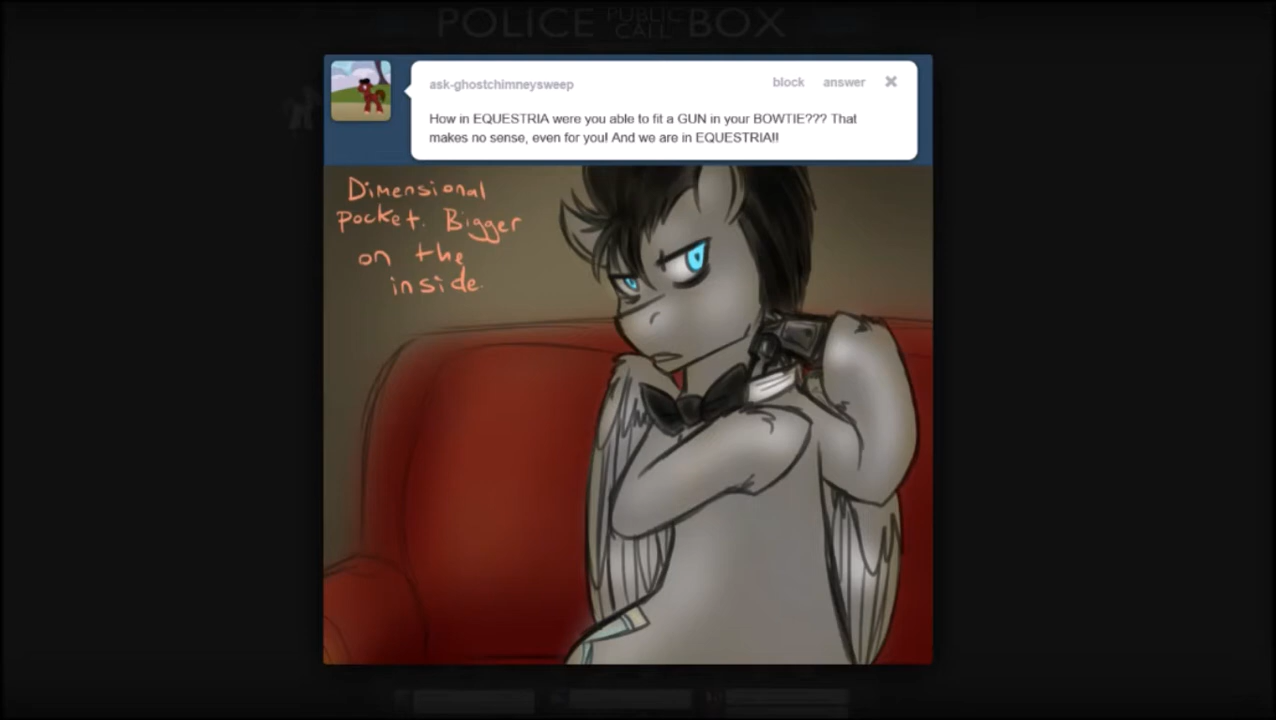 POLICE PUBLIC CALL BOX
ask-ghostchimneysweep
block answer
How in EQUESTRIA were you able to fit a GUN in your BOWTIE??? That
makes no sense, even for you! And we are in EQUESTRIA!!
Dimensional
pocket. Bigger
on the
inside.